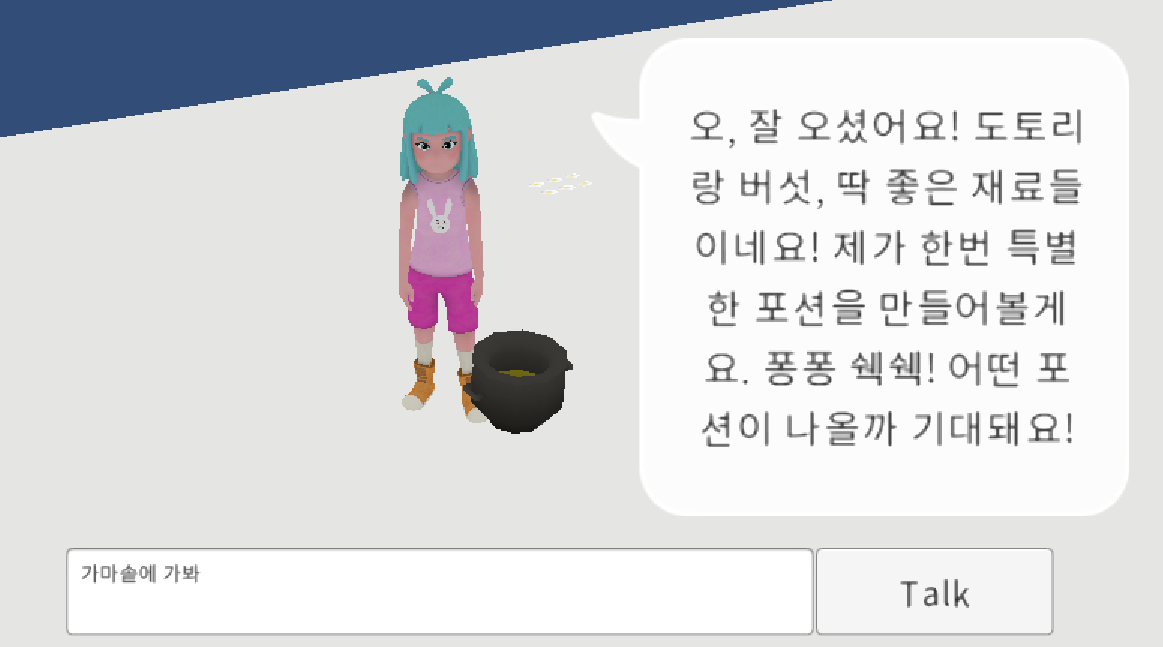 오, 잘 오셨어요! 도토리
랑 버섯, 딱 좋은 재료들
이네요! 제가 한번 특별
한 포션을 만들어볼게
요. 퐁퐁 쉑쉑! 어떤 포
션이 나올까 기대돼요!
가마솥에 가봐
Talk